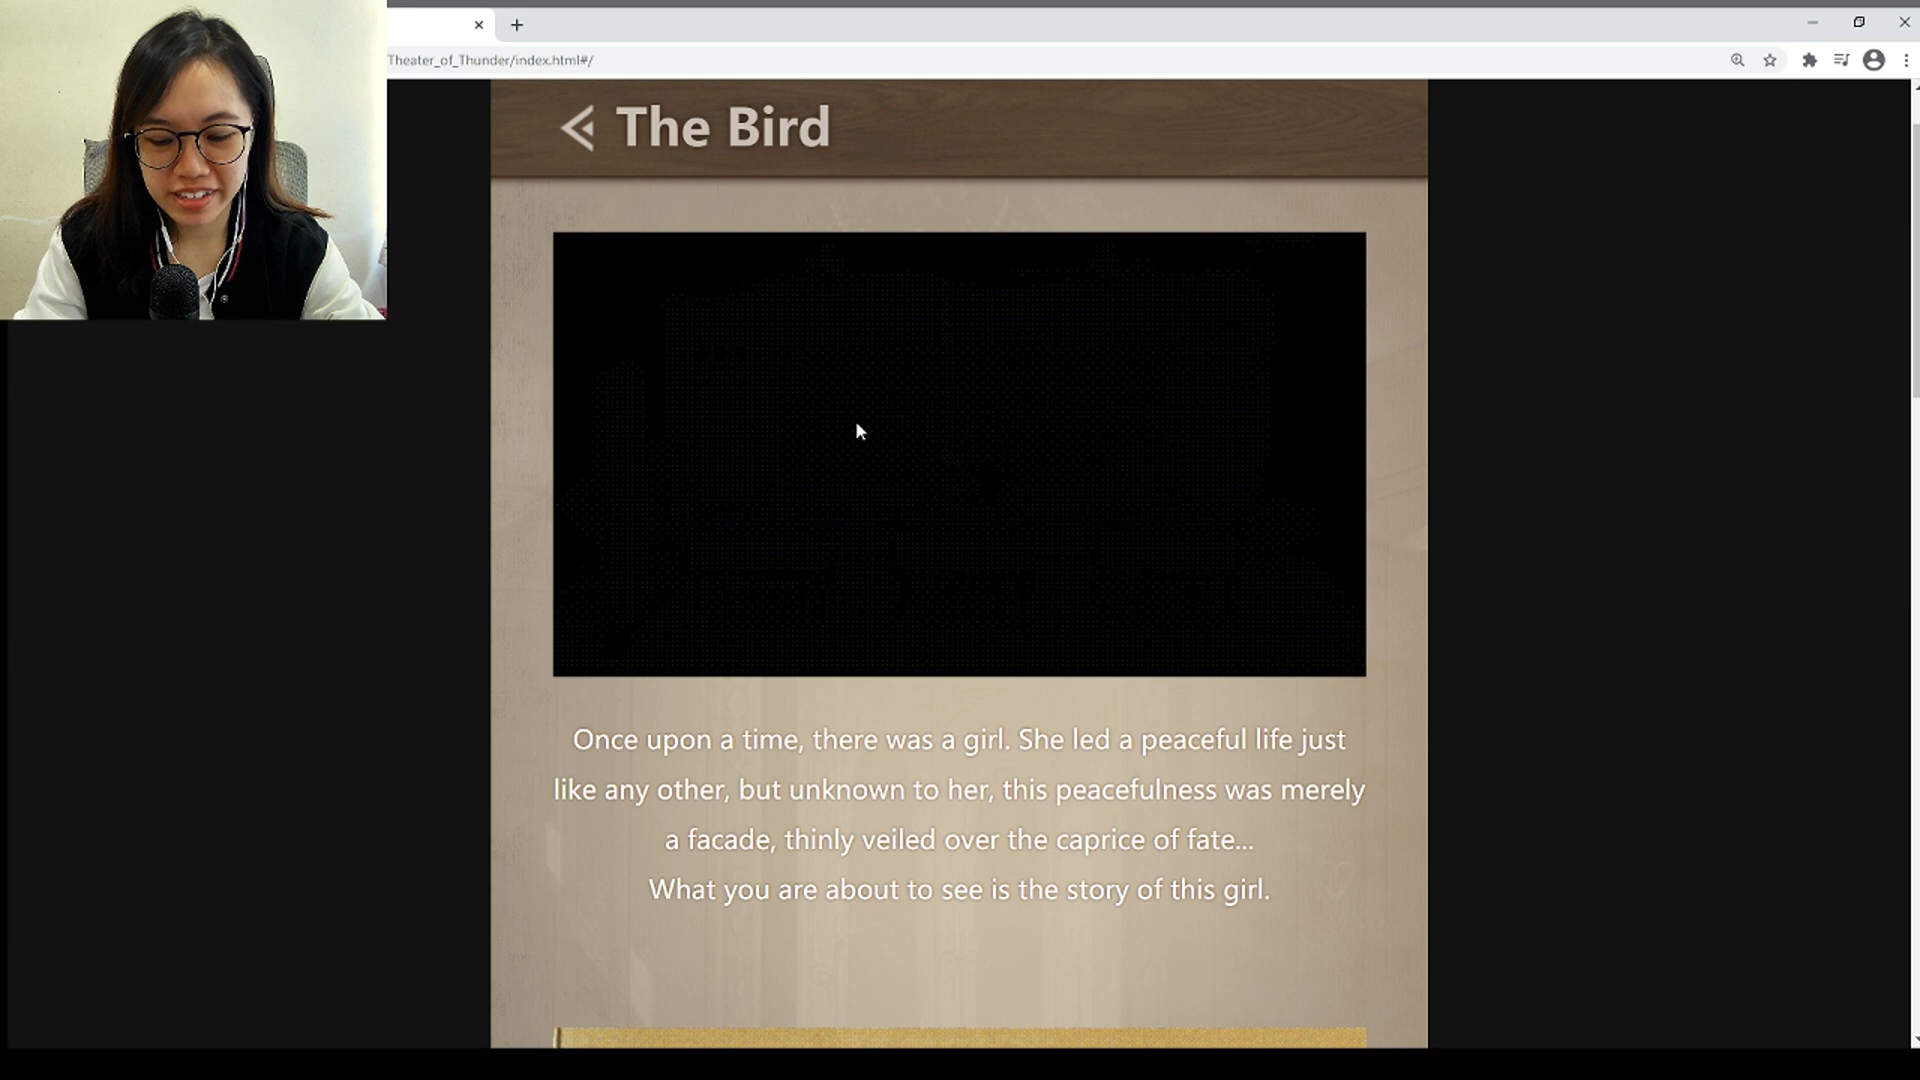 Theater_of_Thunder/index.html#/
The Bird
Once upon a time, there was a girl. She led a peaceful life just
like any other, but unknown to her, this peacefulness was merely
a facade, thinly veiled over the caprice of fate...
What you are about to see is the story of this girl.